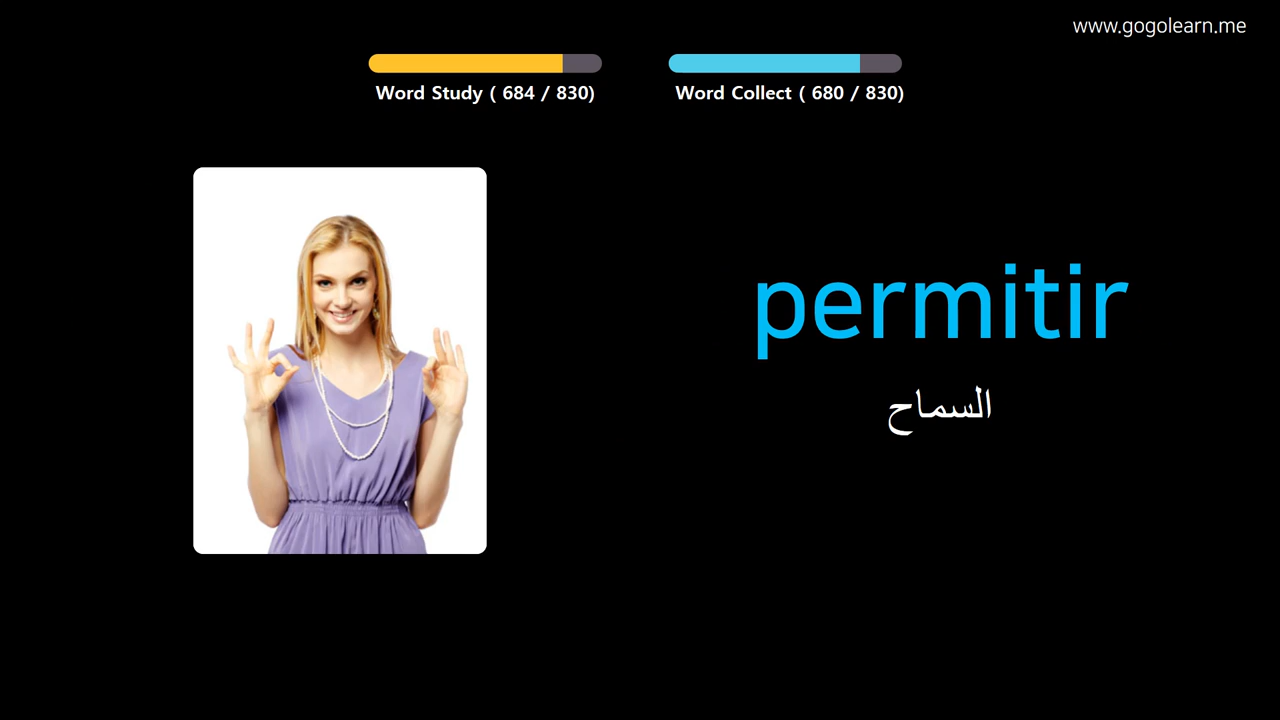 www.gogolearn.me
Word Study ( 684 / 830)
Word Collect ( 680 / 830)
permitir
السماح